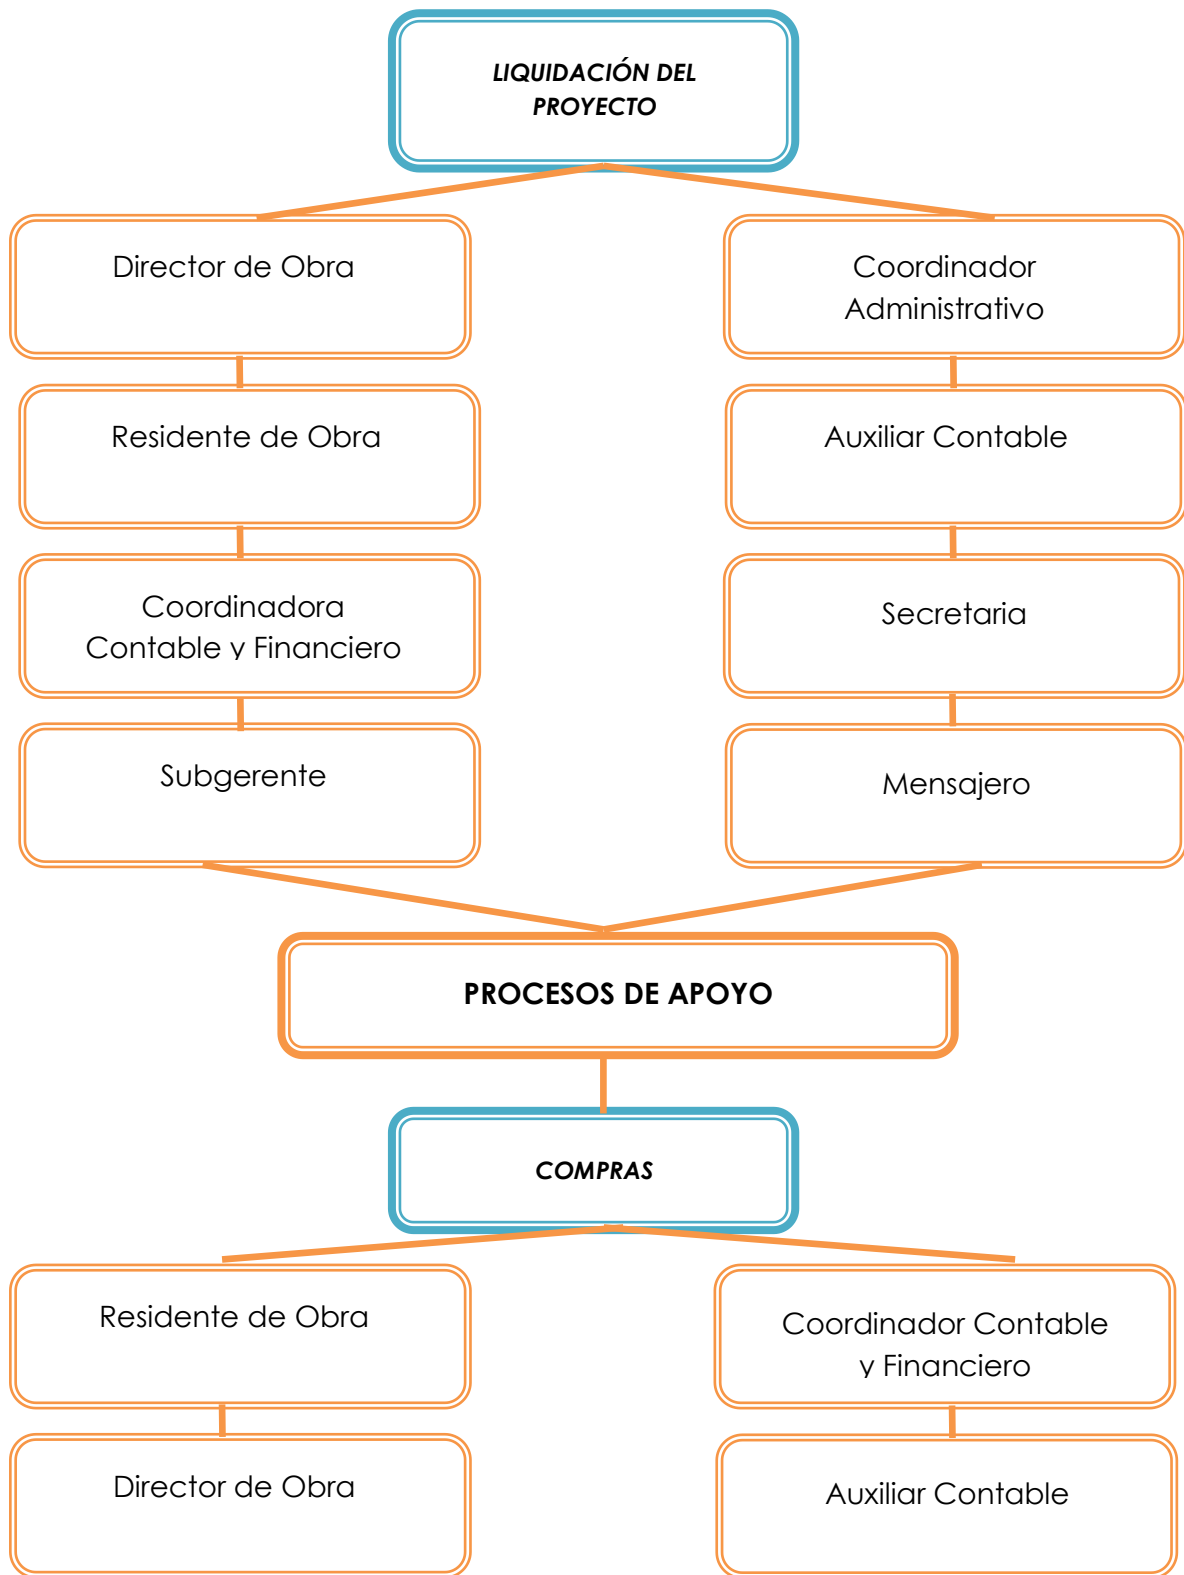 LIQUIDACIÓN DEL
PROYECTO
Director de Obra
Coordinador
Administrativo
Residente de Obra
Auxiliar Contable
Coordinadora
Contable y Financiero
Secretaria
Subgerente
Mensajero
PROCESOS DE APOYO
COMPRAS
Residente de Obra
Coordinador Contable
y Financiero
Director de Obra
Auxiliar Contable